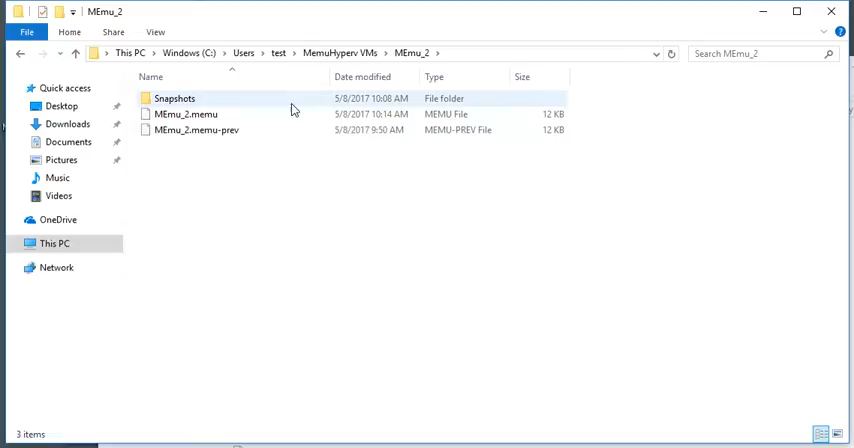 MEmu_2
File Home Share View
This PC Windows (C:) Users test MemuHyperv VMs MEmu_2 Search MEmu_2
Name Date modified Type Size
Quick access
Desktop
Downloads
Documents
Pictures
Music
Videos
OneDrive
This PC
Network
Snapshots 5/8/2017 10:08 AM File folder
MEmu_2.memu 5/8/2017 10:14 AM MEMU File 12 KB
MEmu_2.memu-prev 5/8/2017 9:50 AM MEMU-PREV File 12 KB
3 items